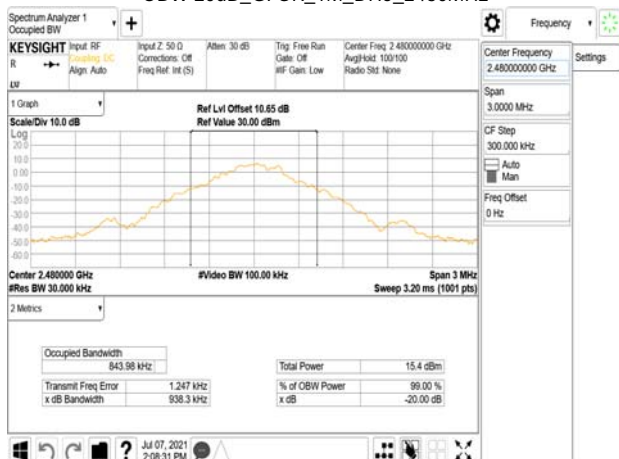 Spectrum Analyzer 1
Occupied BW
+
Frequency
KEYSIGHT
Input: RF
Coupling: DC
Align: Auto
Input Z: 50 Ω
Corrections: Off
Freq Ref: Int (S)
Atten: 30 dB
Trig: Free Run
Gate: Off
#IF Gain: Low
Center Freq: 2.480000000 GHz
Avg|Hold: 100/100
Radio Std: None
R
LVI
Center Frequency
2.480000000 GHz
Settings
Span
3.0000 MHz
CF Step
300.000 kHz
Auto
Man
Freq Offset
0 Hz
1 Graph
Scale/Div 10.0 dB
Ref Lvl Offset 10.65 dB
Ref Value 30.00 dBm
Log
20.0
10.0
0.00
-10.0
-20.0
-30.0
-40.0
-50.0
-60.0
Center 2.480000 GHz
#Res BW 30.000 kHz
#Video BW 100.00 kHz
Span 3 MHz
Sweep 3.20 ms (1001 pts)
2 Metrics
Occupied Bandwidth
843.98 kHz
Total Power 15.4 dBm
Transmit Freq Error 1.247 kHz
% of OBW Power 99.00 %
x dB Bandwidth 938.3 kHz
x dB -20.00 dB
?
Jul 07, 2021
2:08:31 PM